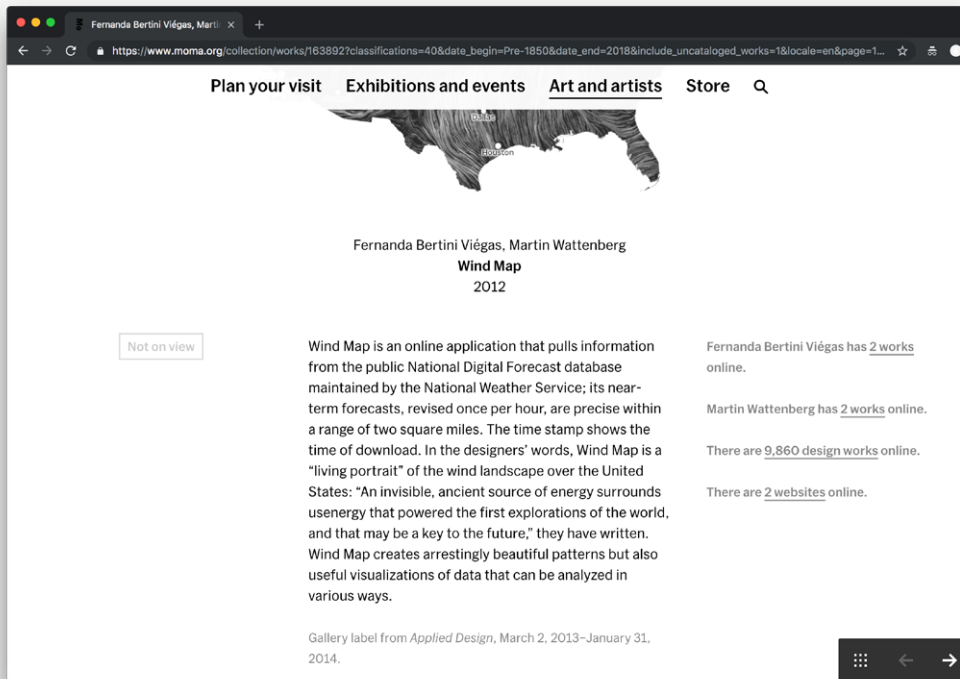 Fernanda Bertini Viégas, Marti
https://www.moma.org/collection/works/163892?classifications=40&date_begin=Pre-1850&date_end=2018&include_uncataloged_works=1&locale=en&page=1...
Plan your visit Exhibitions and events Art and artists Store
Dallas
Houston
Fernanda Bertini Viégas, Martin Wattenberg
Wind Map
2012
Not on view
Wind Map is an online application that pulls information
from the public National Digital Forecast database
maintained by the National Weather Service; its near-
term forecasts, revised once per hour, are precise within
a range of two square miles. The time stamp shows the
time of download. In the designers’ words, Wind Map is a
“living portrait” of the wind landscape over the United
States: “An invisible, ancient source of energy surrounds
usenergy that powered the first explorations of the world,
and that may be a key to the future,” they have written.
Wind Map creates arrestingly beautiful patterns but also
useful visualizations of data that can be analyzed in
various ways.
Gallery label from Applied Design, March 2, 2013–January 31,
2014.
Fernanda Bertini Viégas has 2 works
online.
Martin Wattenberg has 2 works online.
There are 9,860 design works online.
There are 2 websites online.